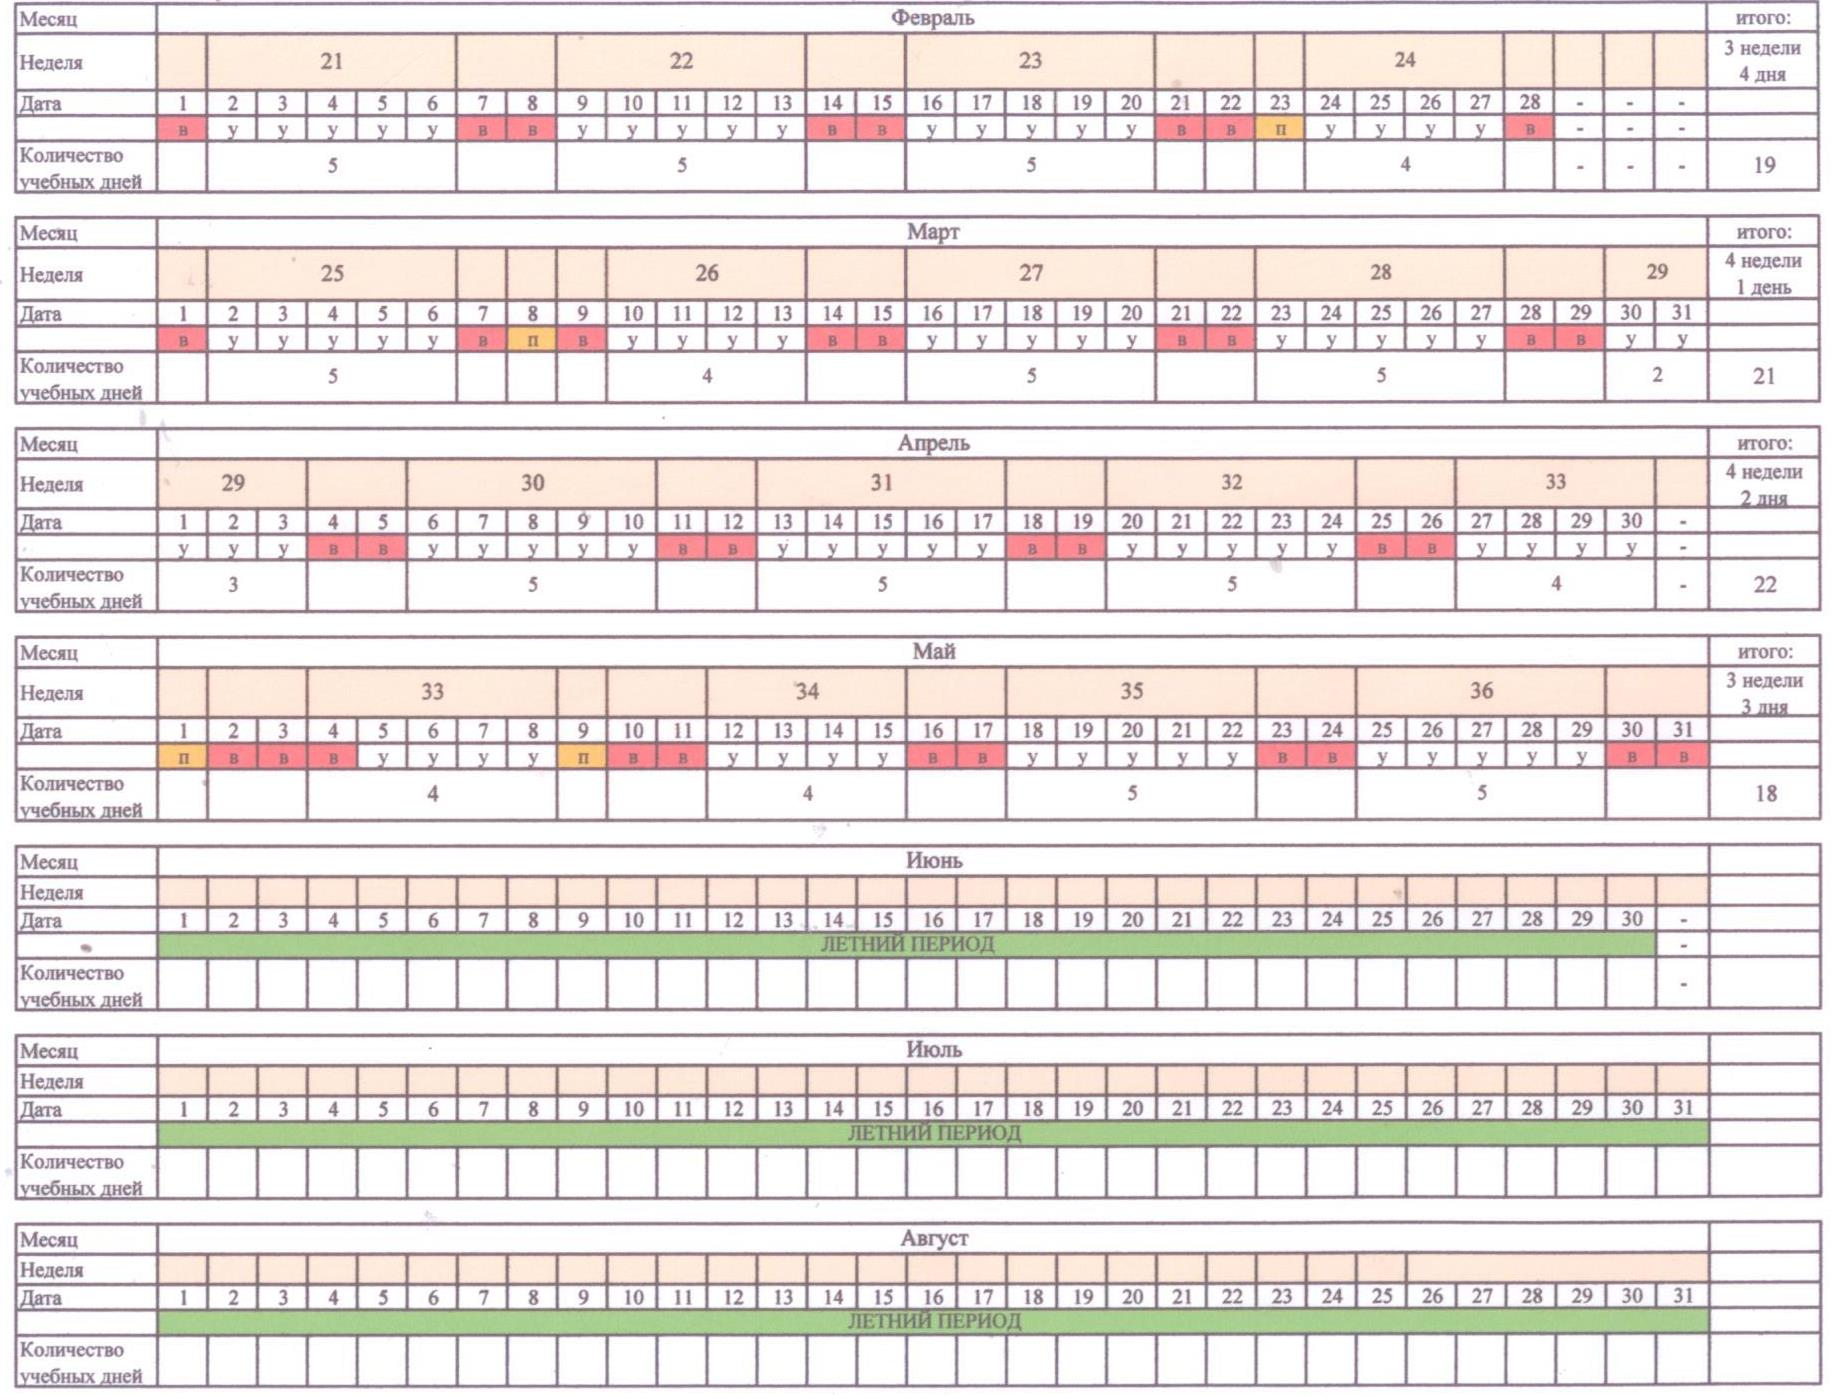 Месяц Февраль итого:
Неделя 21 22 23 24 3 недели
4 дня
Дата 1 2 3 4 5 6 7 8 9 10 11 12 13 14 15 16 17 18 19 20 21 22 23 24 25 26 27 28 - - -
в у у у у у в в у у у у у в в у у у у у в в п у у у у в - - -
Количество
учебных дней 5 5 5 4 - - - 19
Месяц Март итого:
Неделя 25 26 27 28 29 4 недели
1 день
Дата 1 2 3 4 5 6 7 8 9 10 11 12 13 14 15 16 17 18 19 20 21 22 23 24 25 26 27 28 29 30 31
в у у у у у в п в у у у у в в у у у у у в в у у у у у в в у у
Количество
учебных дней 5 4 5 5 2 21
Месяц Апрель итого:
Неделя 29 30 31 32 33 4 недели
2 дня
Дата 1 2 3 4 5 6 7 8 9 10 11 12 13 14 15 16 17 18 19 20 21 22 23 24 25 26 27 28 29 30 -
у у у в в у у у у у в в у у у у у в в у у у у у в в у у у у -
Количество
учебных дней 3 5 5 5 4 - 22
Месяц Май итого:
Неделя 33 34 35 36 3 недели
3 дня
Дата 1 2 3 4 5 6 7 8 9 10 11 12 13 14 15 16 17 18 19 20 21 22 23 24 25 26 27 28 29 30 31
п в в в у у у у п в в у у у у в в у у у у у в в у у у у у в в
Количество
учебных дней 4 4 5 5 18
Месяц Июнь
Неделя
Дата 1 2 3 4 5 6 7 8 9 10 11 12 13 14 15 16 17 18 19 20 21 22 23 24 25 26 27 28 29 30 -
ЛЕТНИЙ ПЕРИОД -
Количество
учебных дней -
Месяц Июль
Неделя
Дата 1 2 3 4 5 6 7 8 9 10 11 12 13 14 15 16 17 18 19 20 21 22 23 24 25 26 27 28 29 30 31
ЛЕТНИЙ ПЕРИОД
Количество
учебных дней
Месяц Август
Неделя
Дата 1 2 3 4 5 6 7 8 9 10 11 12 13 14 15 16 17 18 19 20 21 22 23 24 25 26 27 28 29 30 31
ЛЕТНИЙ ПЕРИОД
Количество
учебных дней